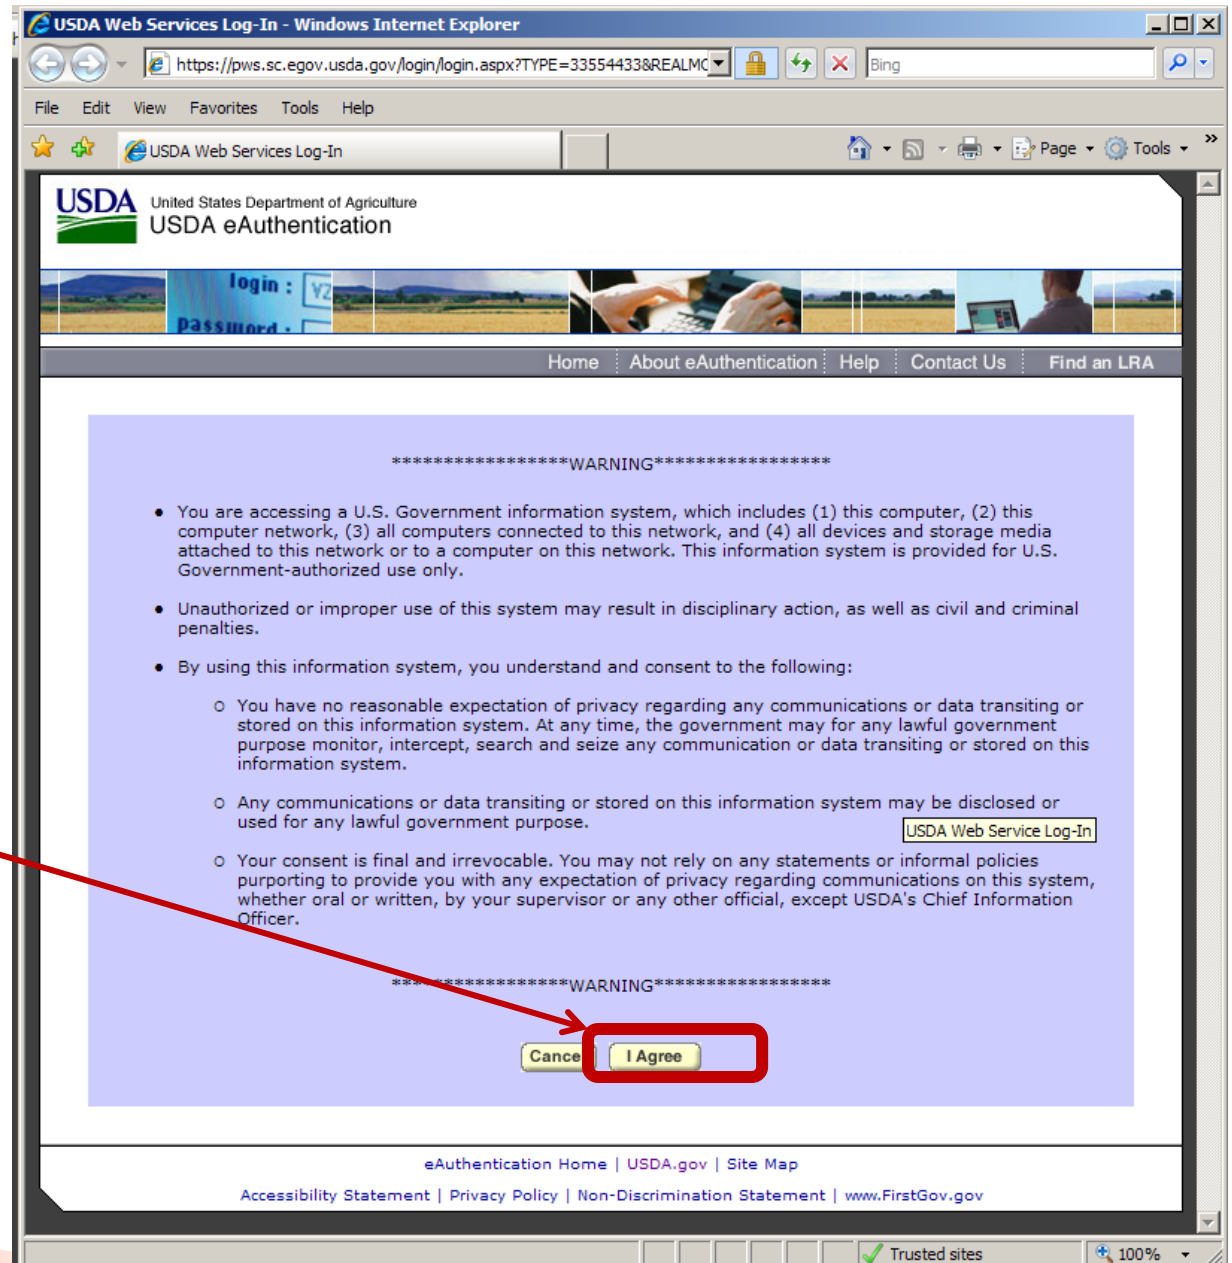 USDA Web Services Log-In - Windows Internet Explorer
https://pws.sc.egov.usda.gov/login/login.aspx?TYPE=33554433&REALMO
Bing
File Edit View Favorites Tools Help
USDA Web Services Log-In
Page Tools
USDA United States Department of Agriculture
USDA eAuthentication
login : YZ
password :
Home About eAuthentication Help Contact Us Find an LRA
*****************WARNING*****************
• You are accessing a U.S. Government information system, which includes (1) this computer, (2) this
computer network, (3) all computers connected to this network, and (4) all devices and storage media
attached to this network or to a computer on this network. This information system is provided for U.S.
Government-authorized use only.
• Unauthorized or improper use of this system may result in disciplinary action, as well as civil and criminal
penalties.
• By using this information system, you understand and consent to the following:
o You have no reasonable expectation of privacy regarding any communications or data transiting or
stored on this information system. At any time, the government may for any lawful government
purpose monitor, intercept, search and seize any communication or data transiting or stored on this
information system.
o Any communications or data transiting or stored on this information system may be disclosed or
used for any lawful government purpose.
USDA Web Service Log-In
o Your consent is final and irrevocable. You may not rely on any statements or informal policies
purporting to provide you with any expectation of privacy regarding communications on this system,
whether oral or written, by your supervisor or any other official, except USDA's Chief Information
Officer.
*****************WARNING*****************
Cance I Agree
eAuthentication Home | USDA.gov | Site Map
Accessibility Statement | Privacy Policy | Non-Discrimination Statement | www.FirstGov.gov
Trusted sites 100%